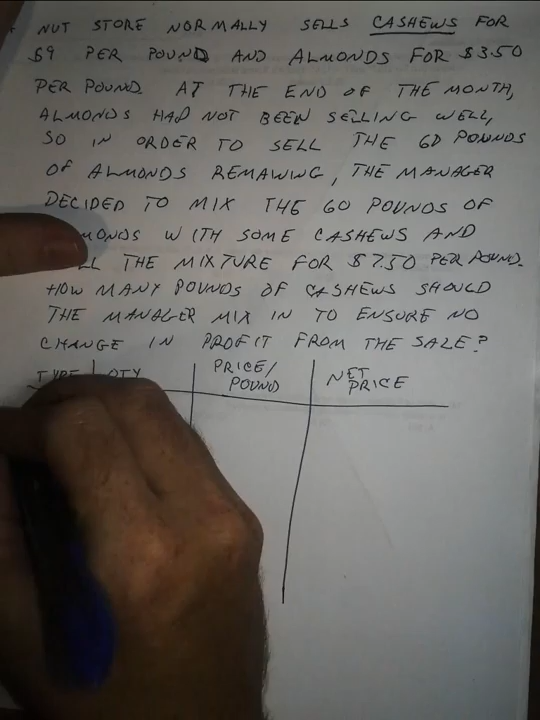 NUT STORE NORMALLY SELLS CASHEWS FOR
$9 PER POUND AND ALMONDS FOR $3.50
PER POUND. AT THE END OF THE MONTH,
ALMONDS HAD NOT BEEN SELLING WELL,
SO IN ORDER TO SELL THE 60 POUNDS
OF ALMONDS REMAINING, THE MANAGER
DECIDED TO MIX THE 60 POUNDS OF
MONDS WITH SOME CASHEWS AND
LL THE MIXTURE FOR $7.50 PER POUND.
HOW MANY POUNDS OF CASHEWS SHOULD
THE MANAGER MIX IN TO ENSURE NO
CHANGE IN PROFIT FROM THE SALE?
TYPE QTY PRICE/ POUND NET PRICE